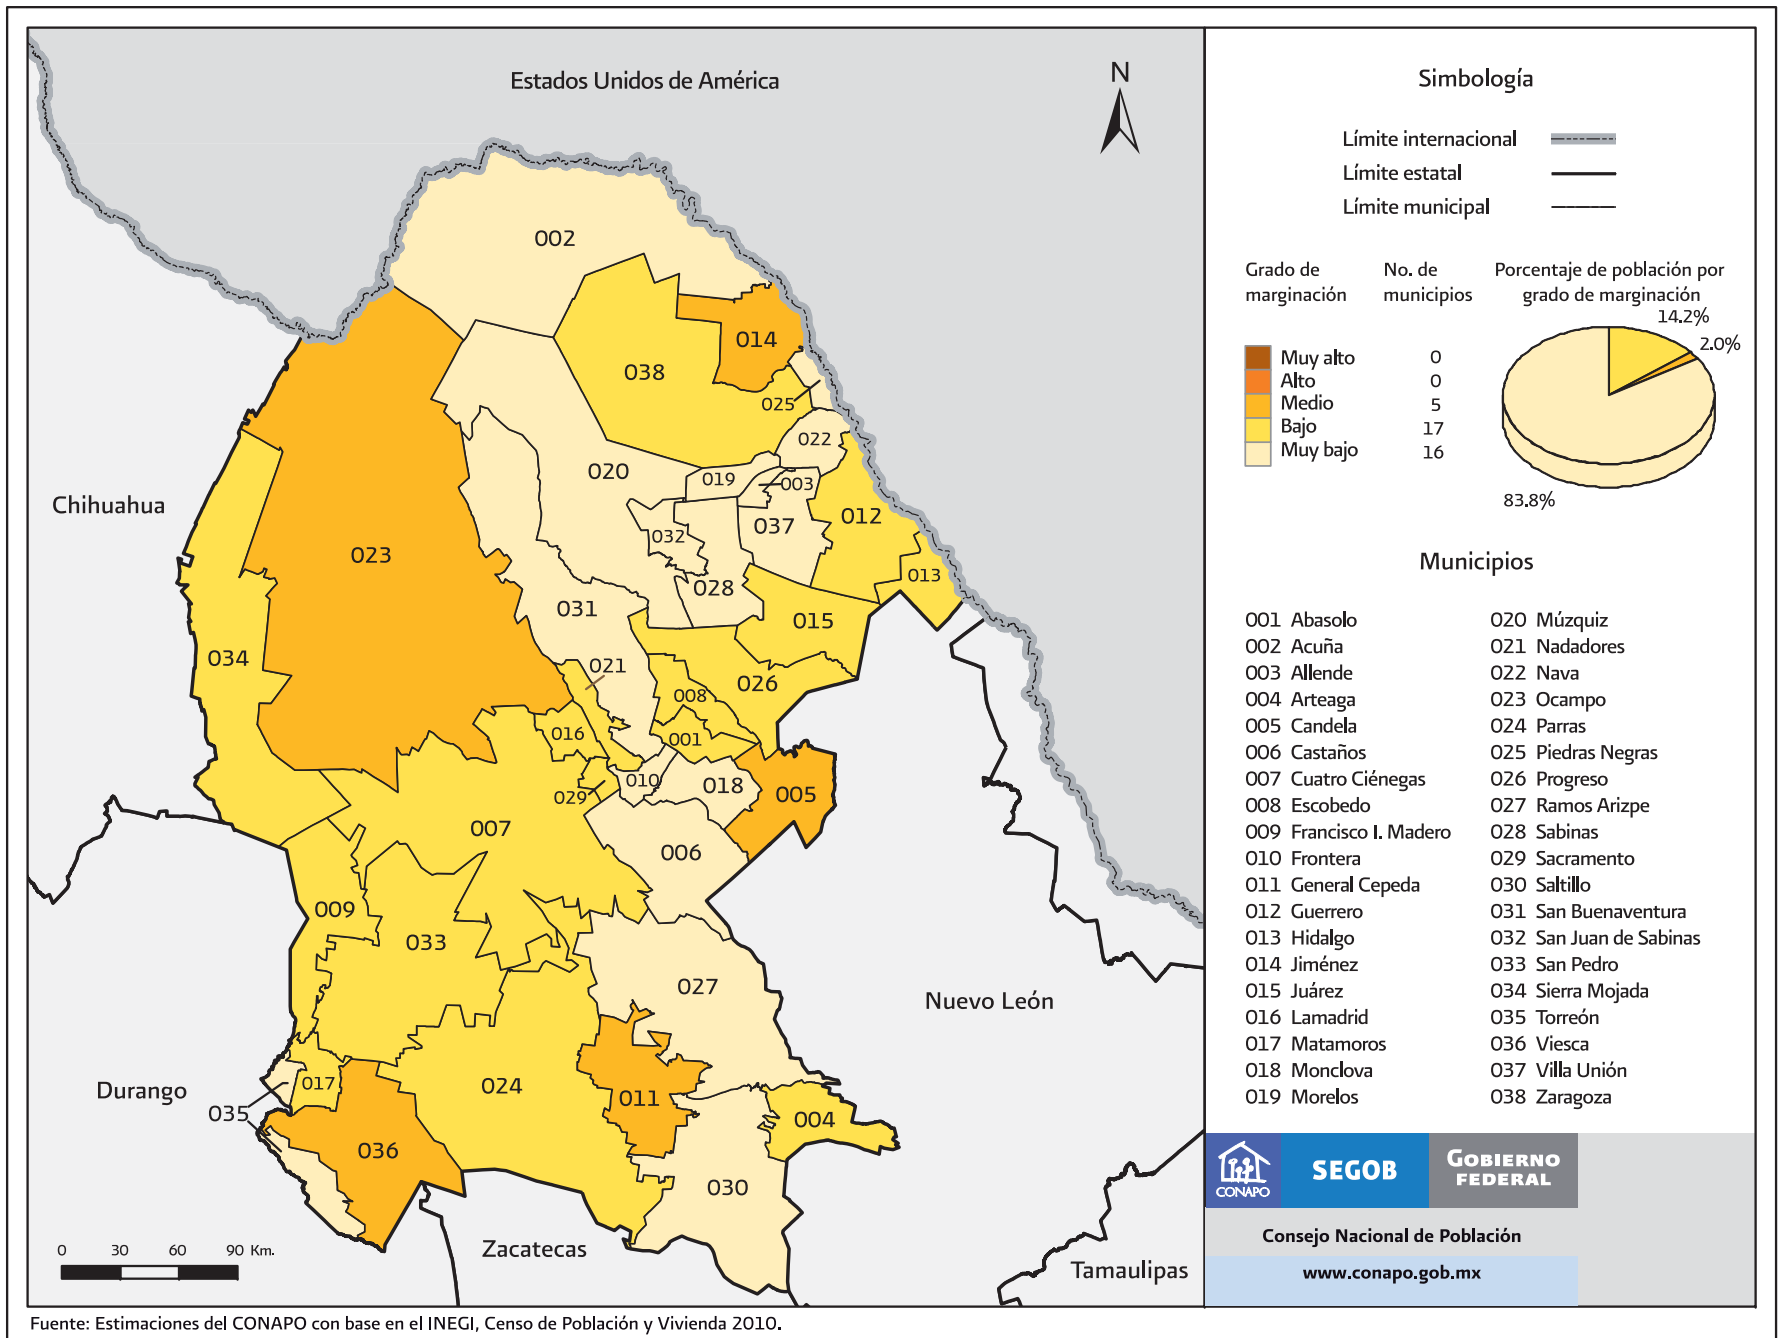 Estados Unidos de América
N
Chihuahua
Durango
Zacatecas
Nuevo León
Tamaulipas
002
014
038
025
022
020
019
003
012
037
032
023
013
028
031
015
034
021
026
008
016
001
010
018
005
029
007
006
009
033
027
017
024
011
004
035
036
030
0 30 60 90 Km.
Simbología
Límite internacional
Límite estatal
Límite municipal
Grado de marginación
No. de municipios
Porcentaje de población por grado de marginación
Muy alto 0
Alto 0
Medio 5
Bajo 17
Muy bajo 16
14.2%
2.0%
83.8%
Municipios
001 Abasolo
002 Acuña
003 Allende
004 Arteaga
005 Candela
006 Castaños
007 Cuatro Ciénegas
008 Escobedo
009 Francisco I. Madero
010 Frontera
011 General Cepeda
012 Guerrero
013 Hidalgo
014 Jiménez
015 Juárez
016 Lamadrid
017 Matamoros
018 Monclova
019 Morelos
020 Múzquiz
021 Nadadores
022 Nava
023 Ocampo
024 Parras
025 Piedras Negras
026 Progreso
027 Ramos Arizpe
028 Sabinas
029 Sacramento
030 Saltillo
031 San Buenaventura
032 San Juan de Sabinas
033 San Pedro
034 Sierra Mojada
035 Torreón
036 Viesca
037 Villa Unión
038 Zaragoza
CONAPO
SEGOB
GOBIERNO
FEDERAL
Consejo Nacional de Población
www.conapo.gob.mx
Fuente: Estimaciones del CONAPO con base en el INEGI, Censo de Población y Vivienda 2010.